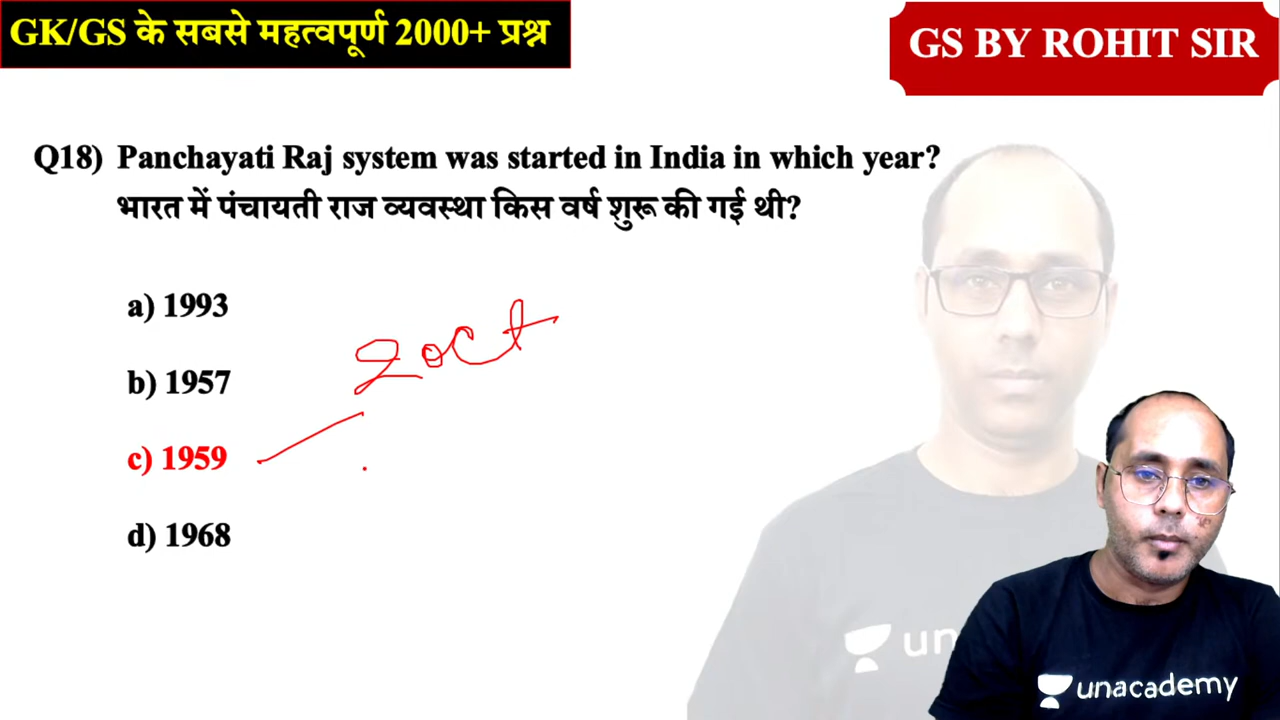 GK/GS के सबसे महत्वपूर्ण 2000+ प्रश्न
GS BY ROHIT SIR
Q18) Panchayati Raj system was started in India in which year?
भारत में पंचायती राज व्यवस्था किस वर्ष शुरू की गई थी?
a) 1993
2 oct
b) 1957
c) 1959
d) 1968
un
unacademy